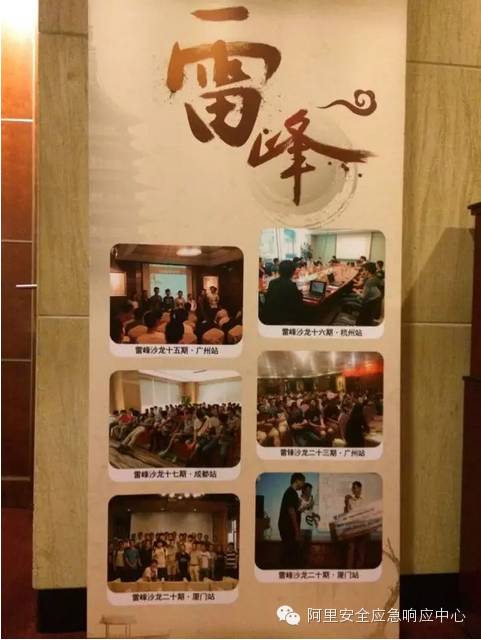 雷峰
雷峰沙龙十五期·广州站
雷峰沙龙十六期·杭州站
雷峰沙龙十七期·成都站
雷锋沙龙二十三期·广州站
雷峰沙龙二十期·厦门站
雷峰沙龙二十期·厦门站
阿里安全应急响应中心